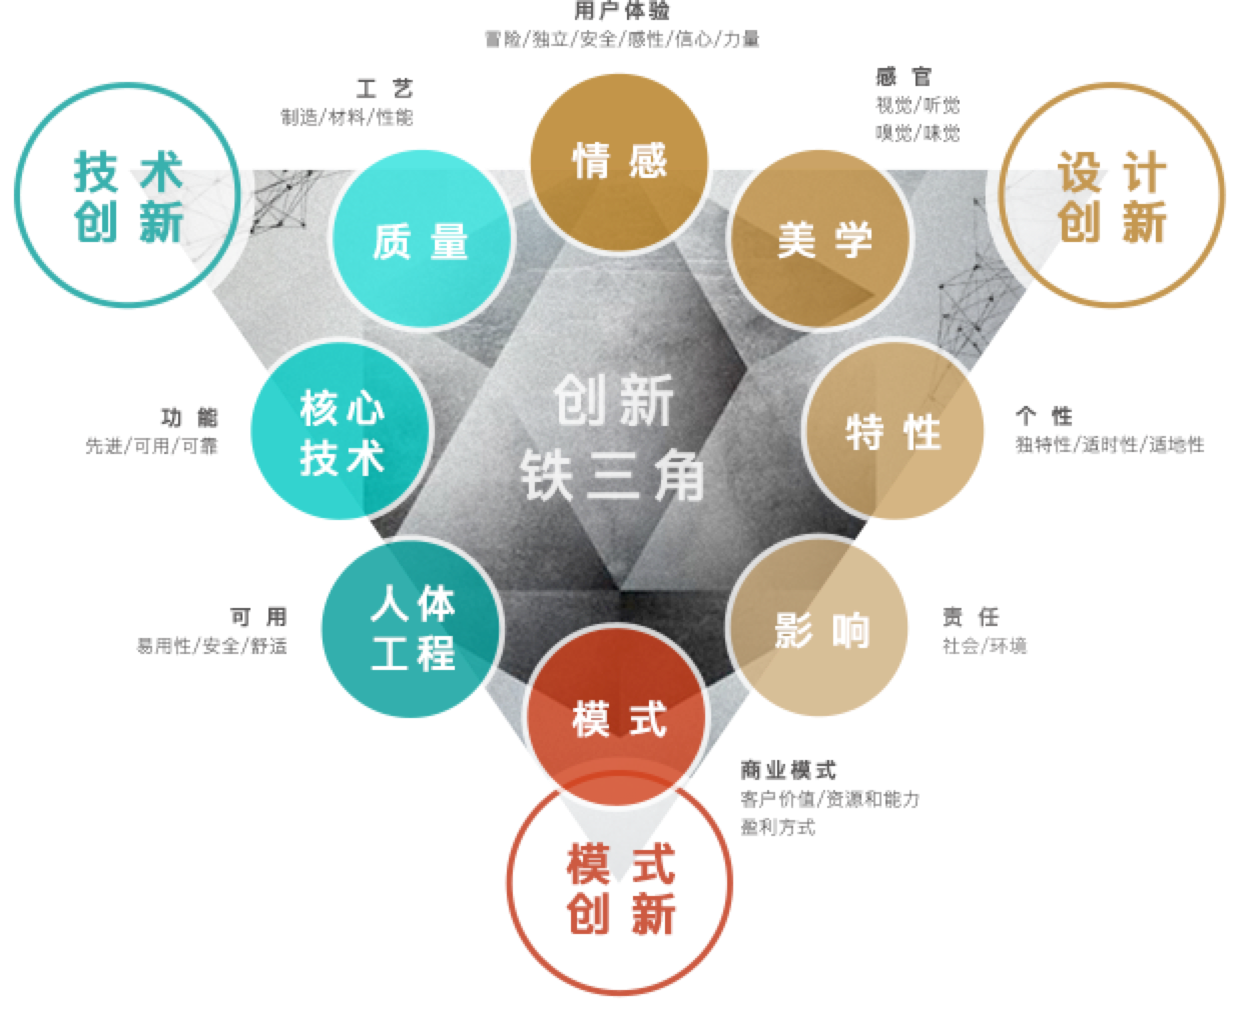 用户体验
冒险/独立/安全/感性/信心/力量
工 艺
制造/材料/性能
感 官
视觉/听觉
嗅觉/味觉
技 术
创 新
设 计
创 新
情 感
质 量
美 学
核心
技术
创新
铁三角
特 性
功 能
先进/可用/可靠
个 性
独特性/适时性/适地性
人体
工程
影 响
可 用
易用性/安全/舒适
责 任
社会/环境
模 式
商业模式
客户价值/资源和能力
盈利方式
模 式
创 新